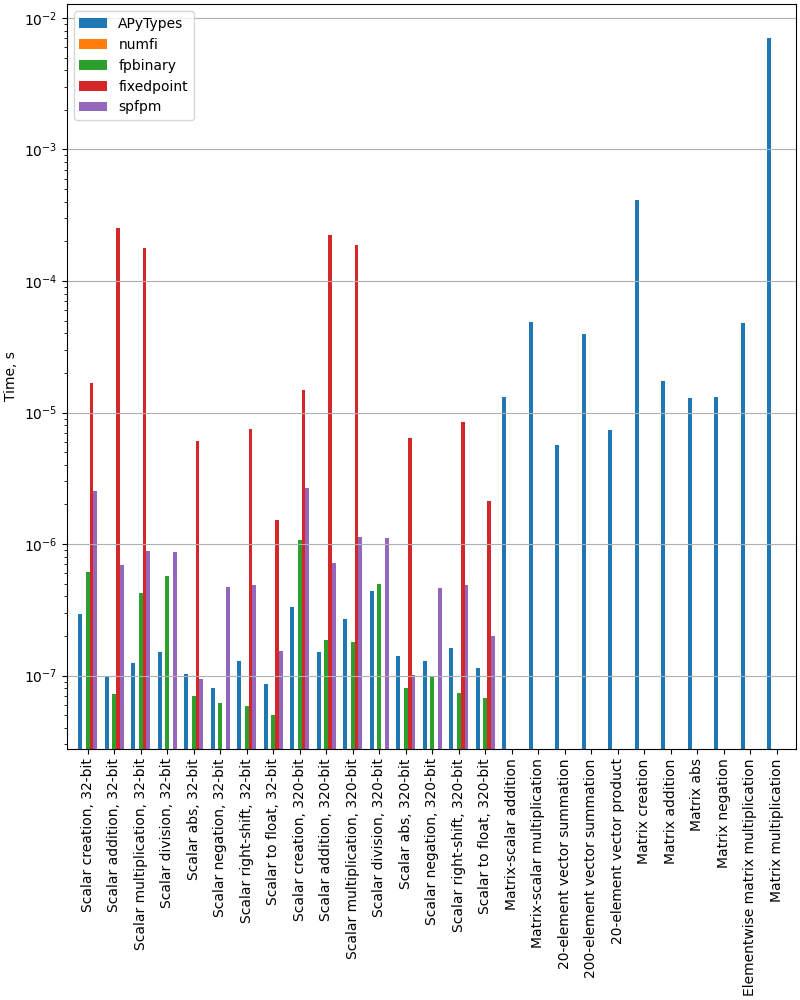 10⁻²
10⁻³
10⁻⁴
10⁻⁵
10⁻⁶
10⁻⁷
Time, s
APyTypes
numfi
fpbinary
fixedpoint
spfpm
Scalar creation, 32-bit
Scalar addition, 32-bit
Scalar multiplication, 32-bit
Scalar division, 32-bit
Scalar abs, 32-bit
Scalar negation, 32-bit
Scalar right-shift, 32-bit
Scalar to float, 32-bit
Scalar creation, 320-bit
Scalar addition, 320-bit
Scalar multiplication, 320-bit
Scalar division, 320-bit
Scalar abs, 320-bit
Scalar negation, 320-bit
Scalar right-shift, 320-bit
Scalar to float, 320-bit
Matrix-scalar addition
Matrix-scalar multiplication
20-element vector summation
200-element vector summation
20-element vector product
Matrix creation
Matrix addition
Matrix abs
Matrix negation
Elementwise matrix multiplication
Matrix multiplication